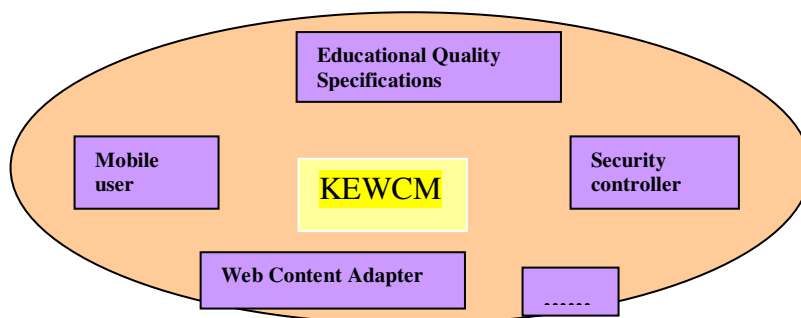 Educational Quality
Specifications
Mobile
user
Security
controller
KEWCM
Web Content Adapter
......